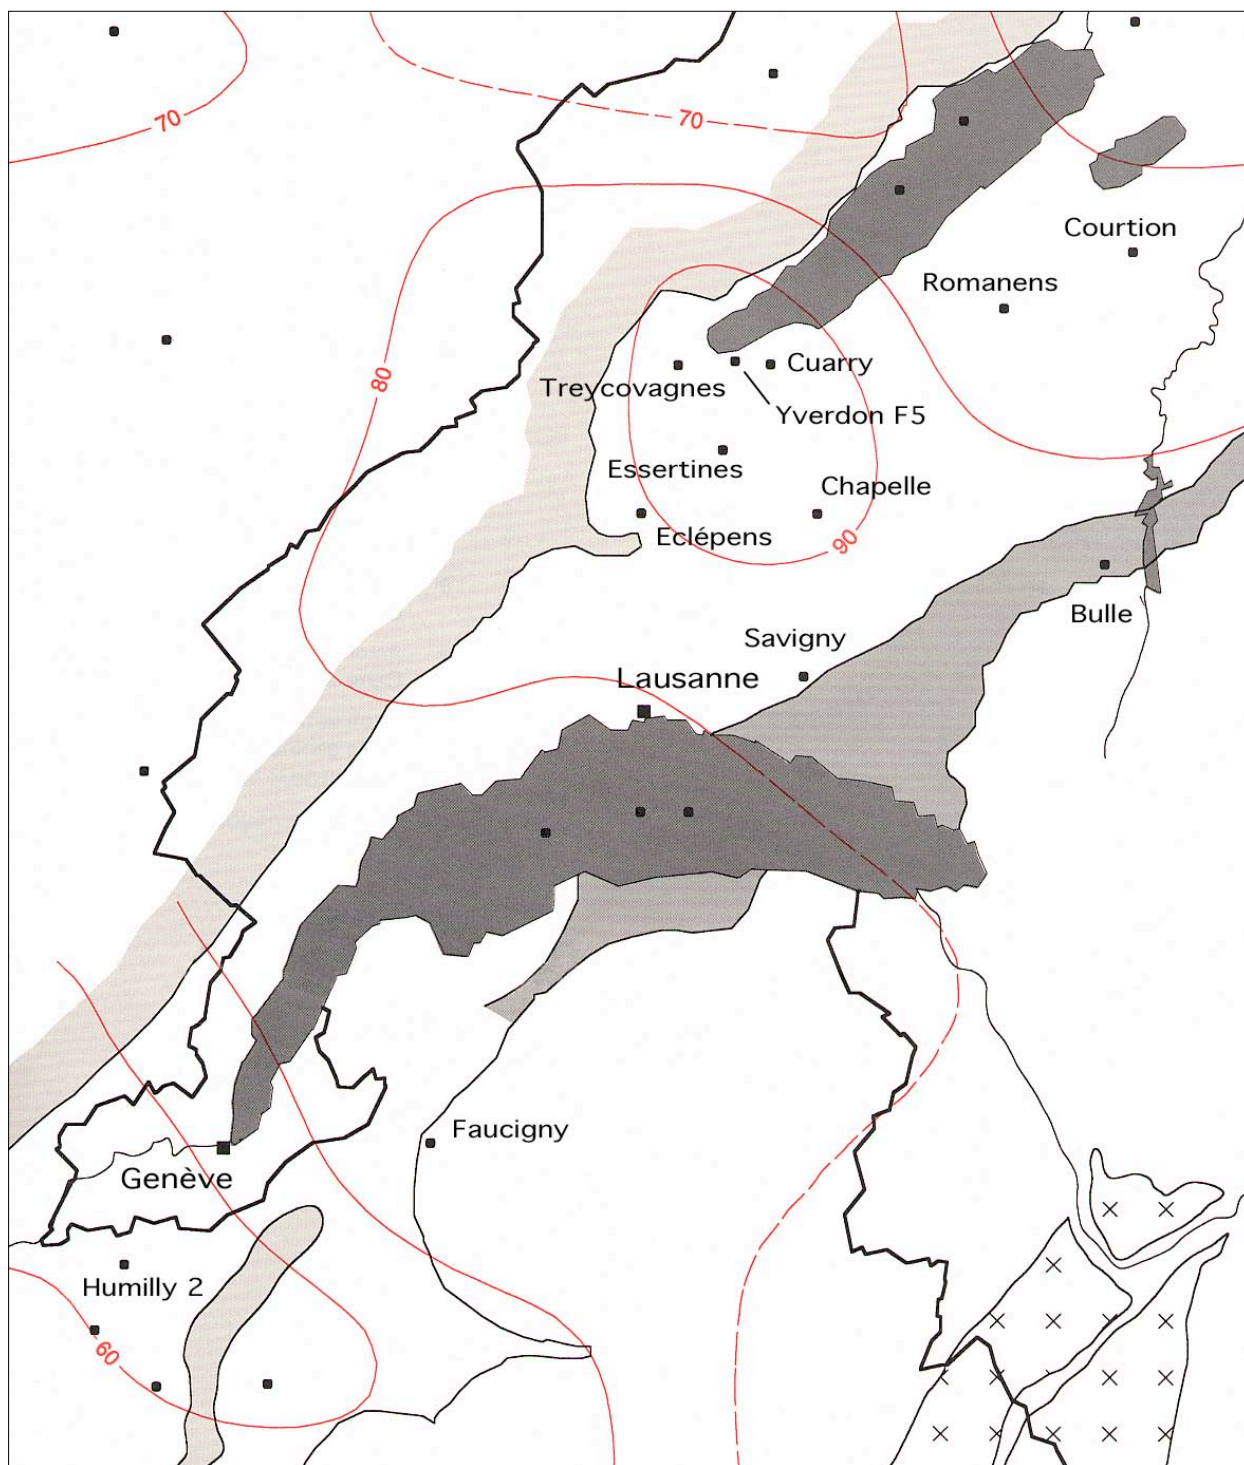 70
70
Courtion
Romanens
80
Cuarry
Treycovagnes
Yverdon F5
Essertines
Chapelle
Eclépens
90
Bulle
Savigny
Lausanne
Faucigny
Genève
Humilly 2
60